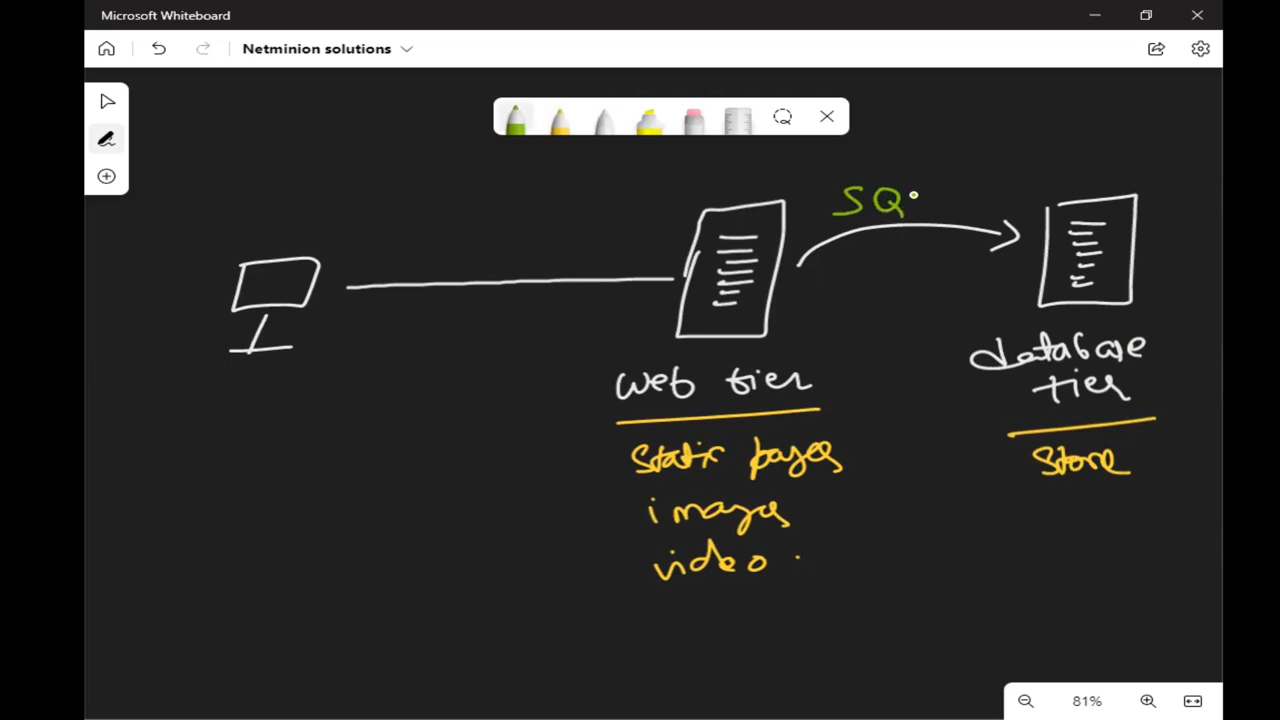 Microsoft Whiteboard
Netminion solutions
SQ
web tier
database
tier
static pages
images
video
store
81%